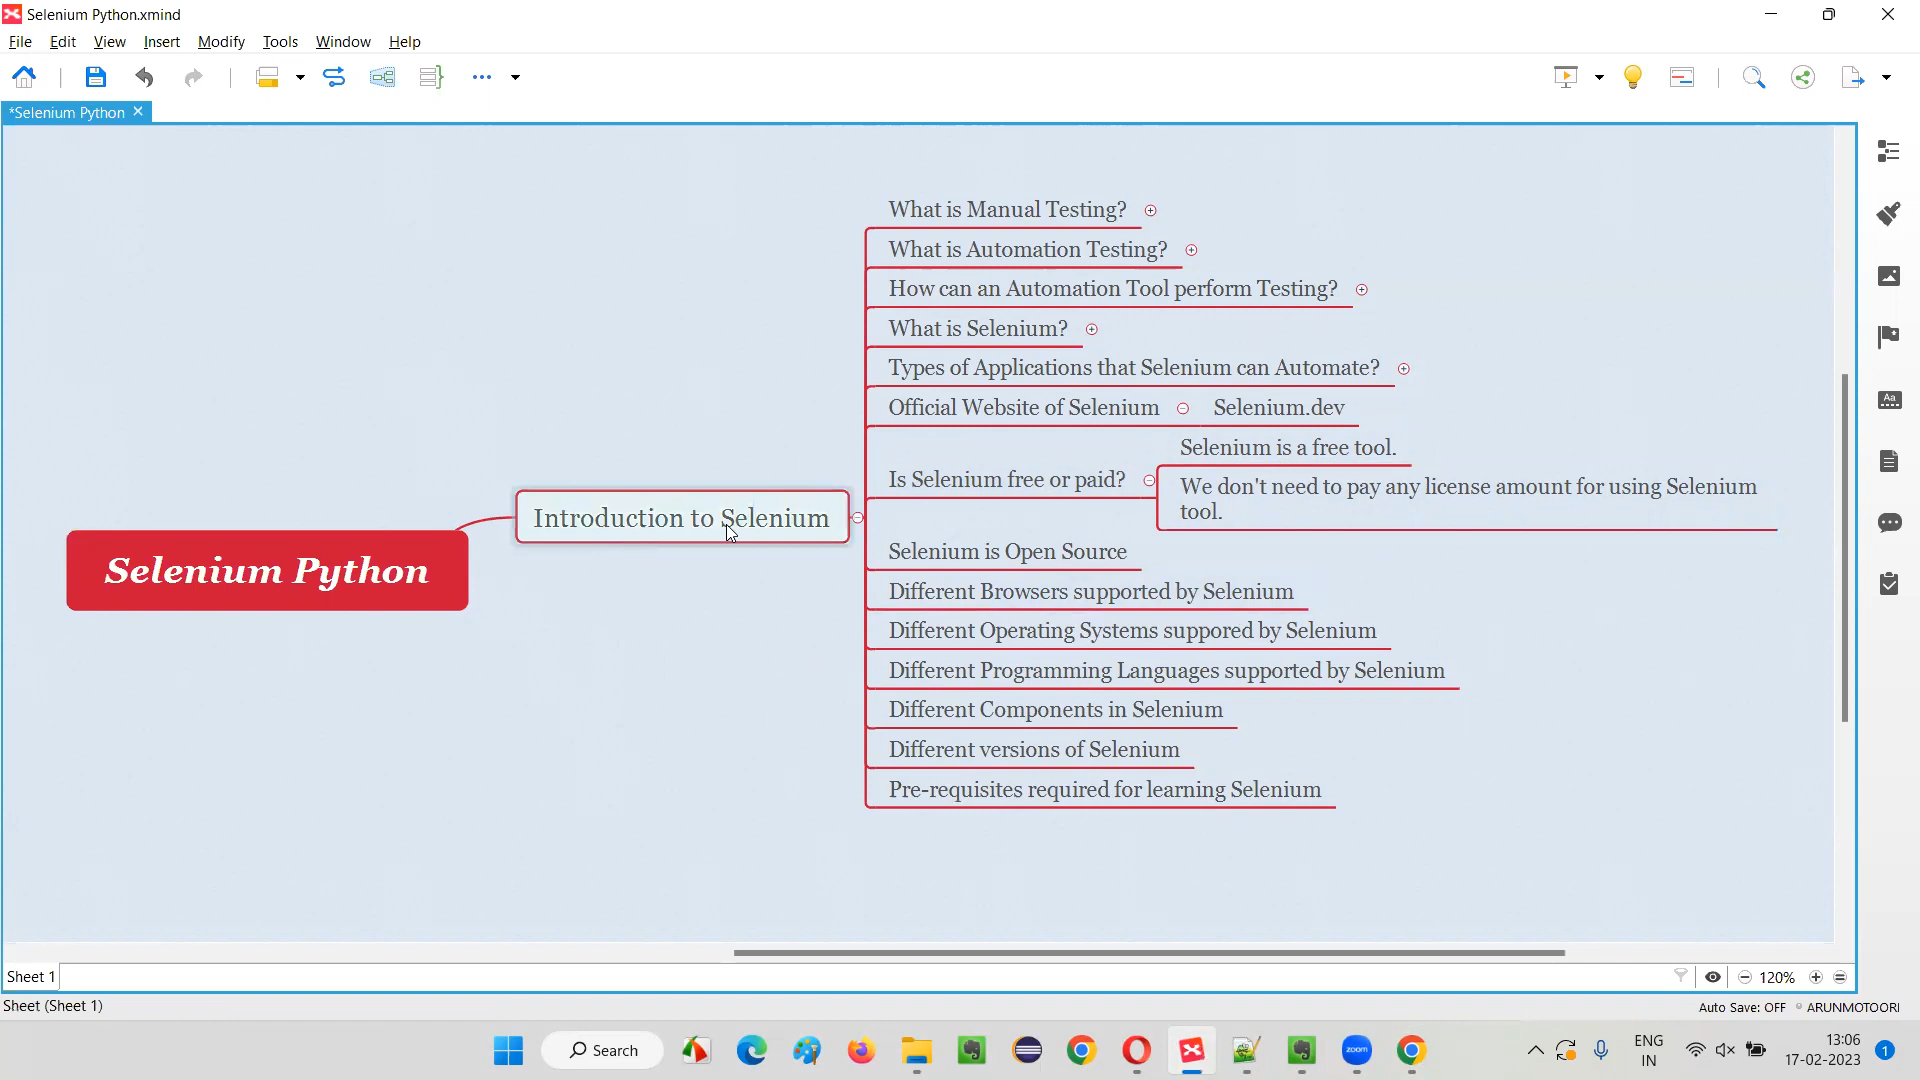 Selenium Python.xmind
File Edit View Insert Modify Tools Window Help
*Selenium Python
What is Manual Testing?
What is Automation Testing?
How can an Automation Tool perform Testing?
What is Selenium?
Types of Applications that Selenium can Automate?
Official Website of Selenium Selenium.dev
Selenium is a free tool.
Is Selenium free or paid?
We don't need to pay any license amount for using Selenium
tool.
Introduction to Selenium
Selenium Python
Selenium is Open Source
Different Browsers supported by Selenium
Different Operating Systems suppored by Selenium
Different Programming Languages supported by Selenium
Different Components in Selenium
Different versions of Selenium
Pre-requisites required for learning Selenium
Aa
Sheet 1
120%
Sheet (Sheet 1)
Auto Save: OFF ARUNMOTOORI
Search
zoom
ENG
IN
13:06
17-02-2023
1